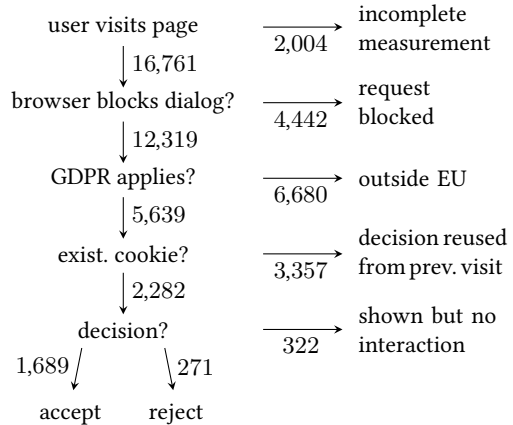 user visits page
2,004
incomplete
measurement
16,761
browser blocks dialog?
4,442
request
blocked
12,319
GDPR applies?
6,680
outside EU
5,639
exist. cookie?
3,357
decision reused
from prev. visit
2,282
decision?
322
shown but no
interaction
1,689
271
accept
reject